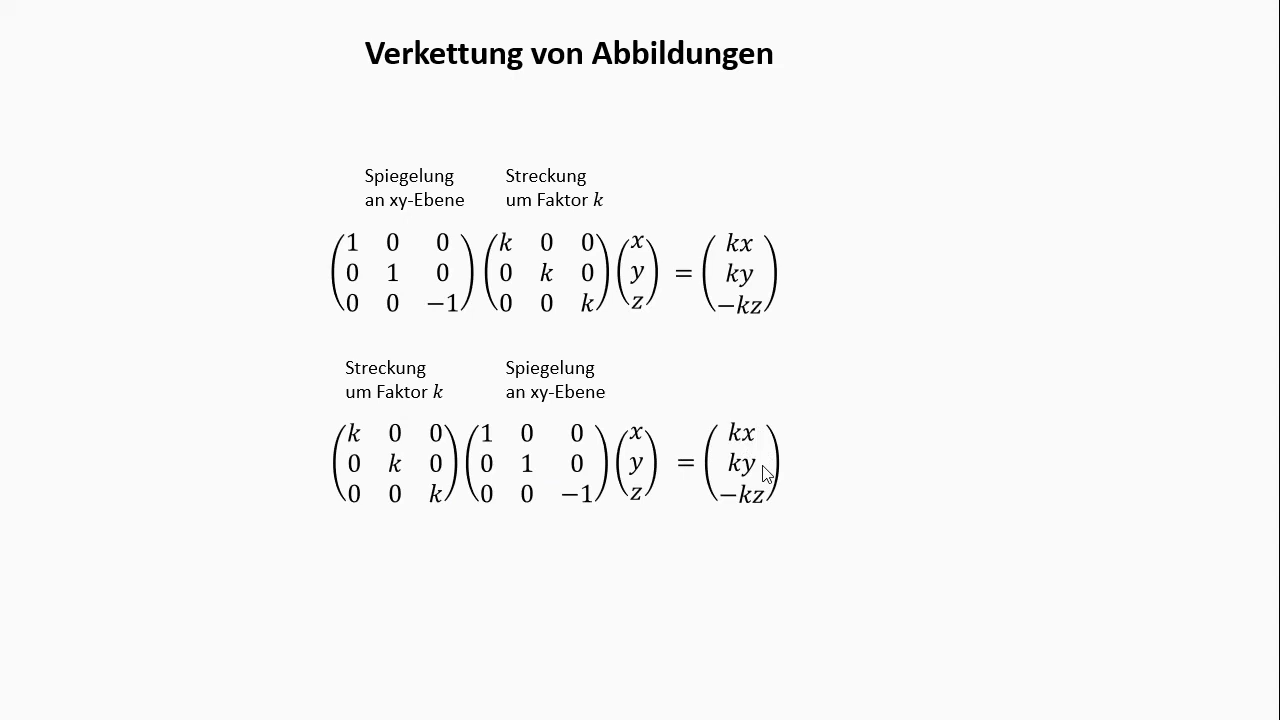 Verkettung von Abbildungen
Spiegelung an xy-Ebene
Streckung um Faktor k
(1 0 0; 0 1 0; 0 0 −1) (k 0 0; 0 k 0; 0 0 k) (x; y; z) = (kx; ky; −kz)
Streckung um Faktor k
Spiegelung an xy-Ebene
(k 0 0; 0 k 0; 0 0 k) (1 0 0; 0 1 0; 0 0 −1) (x; y; z) = (kx; ky; −kz)